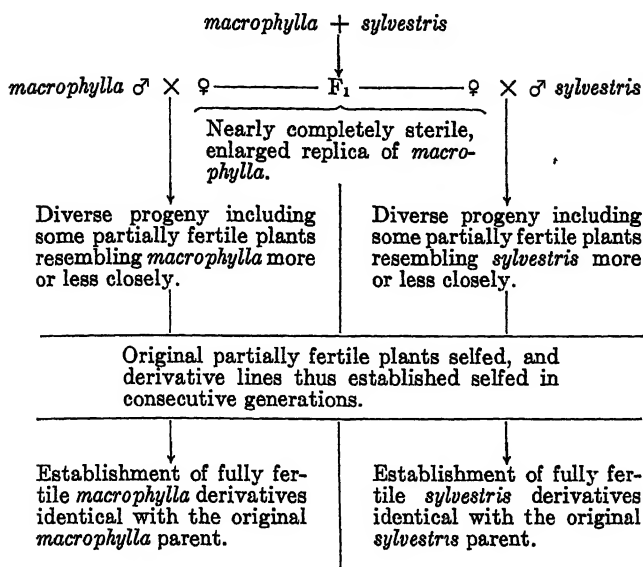 macrophylla + sylvestris
macrophylla ♂ × ♀ F₁ ♀ × ♂ sylvestris
Nearly completely sterile,
enlarged replica of macro-
phylla.
Diverse progeny including
some partially fertile plants
resembling macrophylla more
or less closely.
Diverse progeny including
some partially fertile plants
resembling sylvestris more
or less closely.
Original partially fertile plants selfed, and
derivative lines thus established selfed in
consecutive generations.
Establishment of fully fer-
tile macrophylla derivatives
identical with the original
macrophylla parent.
Establishment of fully fer-
tile sylvestris derivatives
identical with the original
sylvestris parent.